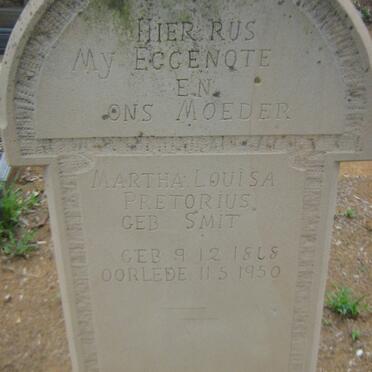 HIER RUS
MY EGGENOTE
EN
ONS MOEDER
MARTHA LOUISA
PRETORIUS
GEB SMIT
GEB 9 12 1868
OORLEDE 11 5 1950